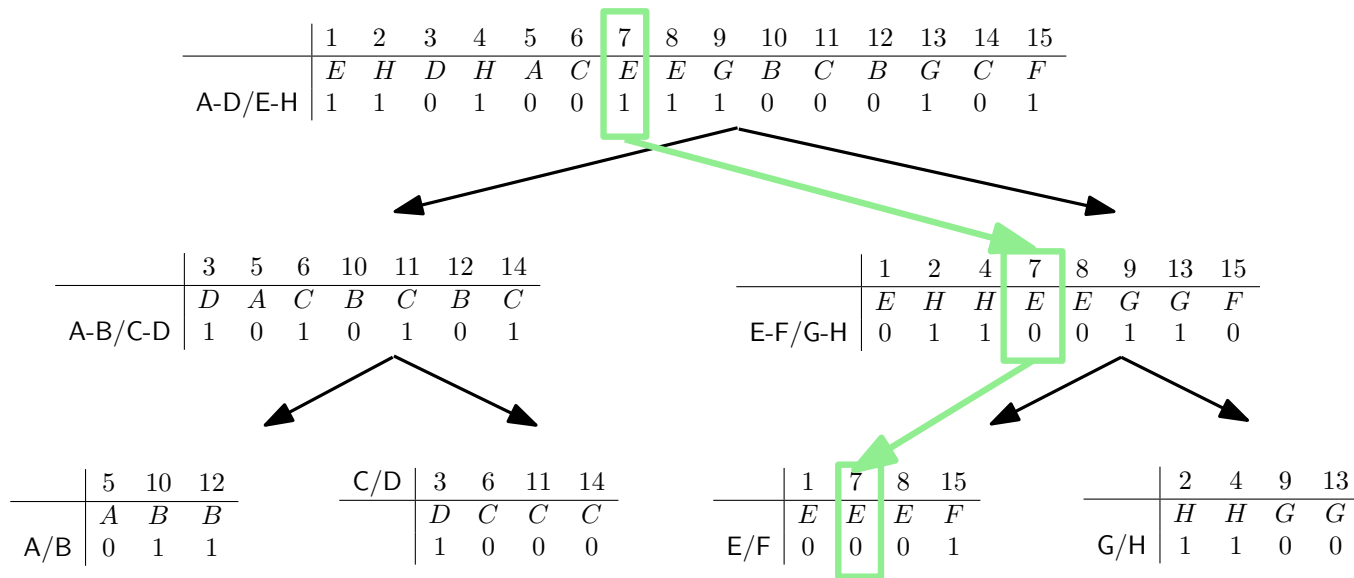 1 2 3 4 5 6 7 8 9 10 11 12 13 14 15
E H D H A C E E G B C B G C F
A-D/E-H 1 1 0 1 0 0 1 1 1 0 0 0 1 0 1
3 5 6 10 11 12 14
D A C B C B C
A-B/C-D 1 0 1 0 1 0 1
1 2 4 7 8 9 13 15
E H H E E G G F
E-F/G-H 0 1 1 0 0 1 1 0
5 10 12
A B B
A/B 0 1 1
C/D 3 6 11 14
D C C C
1 0 0 0
1 7 8 15
E E E F
E/F 0 0 0 1
2 4 9 13
H H G G
G/H 1 1 0 0